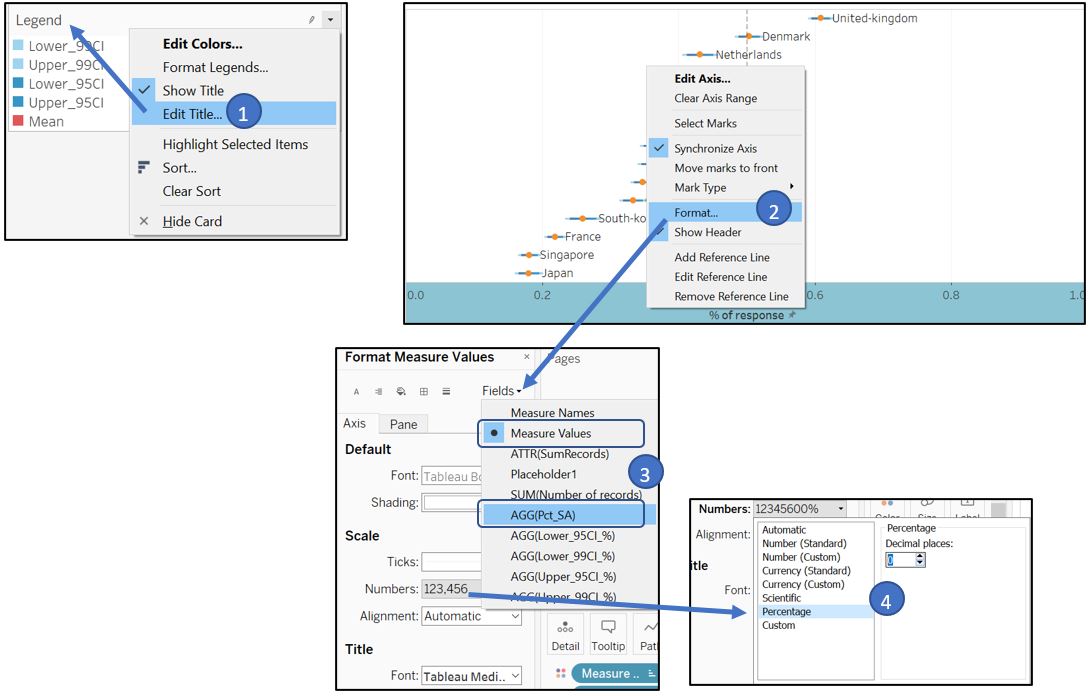 Legend
Lower_99CI
Upper_99CI
Lower_95CI
Upper_95CI
Mean
Edit Colors...
Format Legends...
Show Title
Edit Title...
1
Highlight Selected Items
Sort...
Clear Sort
Hide Card
United-kingdom
Denmark
Netherlands
South-ko
France
Singapore
Japan
Edit Axis...
Clear Axis Range
Select Marks
Synchronize Axis
Move marks to front
Mark Type
Format...
2
Show Header
Add Reference Line
Edit Reference Line
Remove Reference Line
0.0 0.2 0.6 0.8 1.0
% of response
Format Measure Values
Pages
Fields
Axis Pane
Default
Font: Tableau Bo
Shading:
Scale
Ticks:
Numbers: 123,456
Alignment: Automatic
Title
Font: Tableau Medi..
Measure Names
Measure Values
ATTR(SumRecords)
Placeholder1
3
SUM(Number of records)
AGG(Pct_SA)
AGG(Lower_95CI_%)
AGG(Lower_99CI_%)
AGG(Upper_95CI_%)
AGG(Upper_99CI_%)
Detail Tooltip Path
Measure ..
Numbers: 12345600%
Color Size Label
Alignment:
itle
Font:
Automatic
Number (Standard)
Number (Custom)
Currency (Standard)
Currency (Custom)
Scientific
Percentage
Custom
Percentage
Decimal places:
0
4